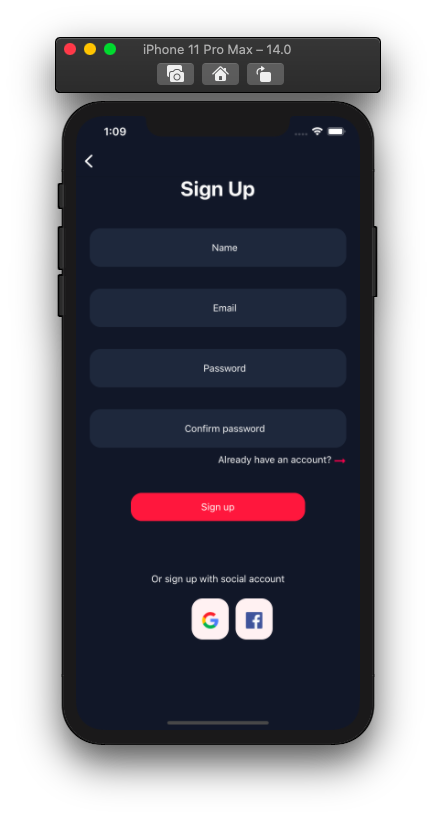 iPhone 11 Pro Max – 14.0
1:09
Sign Up
Name
Email
Password
Confirm password
Already have an account? →
Sign up
Or sign up with social account
G f